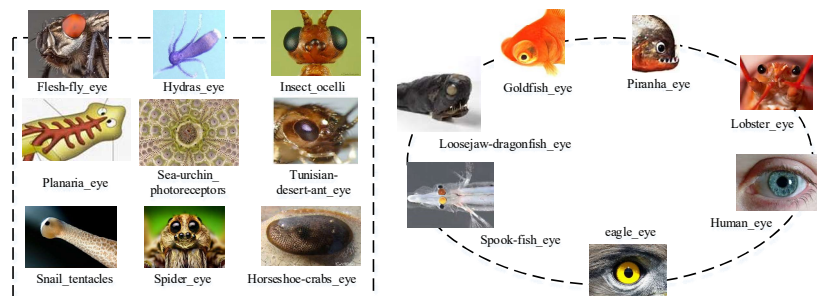 Flesh-fly_eye
Hydras_eye
Insect_ocelli
Planaria_eye
Sea-urchin_
photoreceptors
Tunisian-
desert-ant_eye
Snail_tentacles
Spider_eye
Horseshoe-crabs_eye
Goldfish_eye
Piranha_eye
Loosejaw-dragonfish_eye
Lobster_eye
Spook-fish_eye
eagle_eye
Human_eye